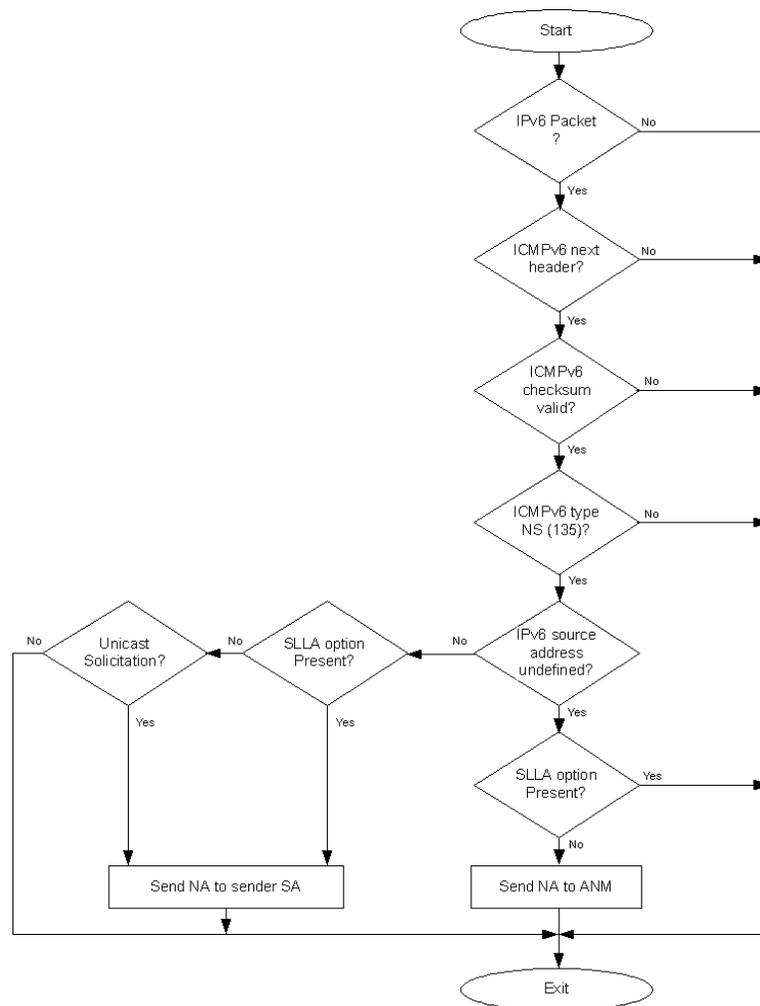 Start
IPv6 Packet
?
No
Yes
ICMPv6 next
header?
No
Yes
ICMPv6
checksum
valid?
No
Yes
ICMPv6 type
NS (135)?
No
Yes
No
Unicast
Solicitation?
No
SLLA option
Present?
No
IPv6 source
address
undefined?
Yes
Yes
Yes
SLLA option
Present?
Yes
No
Send NA to sender SA
Send NA to ANM
Exit